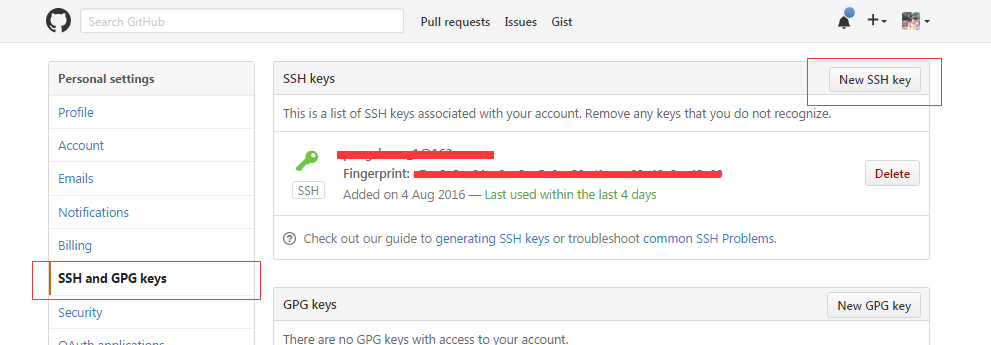 Search GitHub
Pull requests Issues Gist
Personal settings
Profile
Account
Emails
Notifications
Billing
SSH and GPG keys
Security
OAuth applications
SSH keys
New SSH key
This is a list of SSH keys associated with your account. Remove any keys that you do not recognize.
SSH
Fingerprint:
Added on 4 Aug 2016 — Last used within the last 4 days
Delete
Check out our guide to generating SSH keys or troubleshoot common SSH Problems.
GPG keys
New GPG key
There are no GPG keys with access to your account.